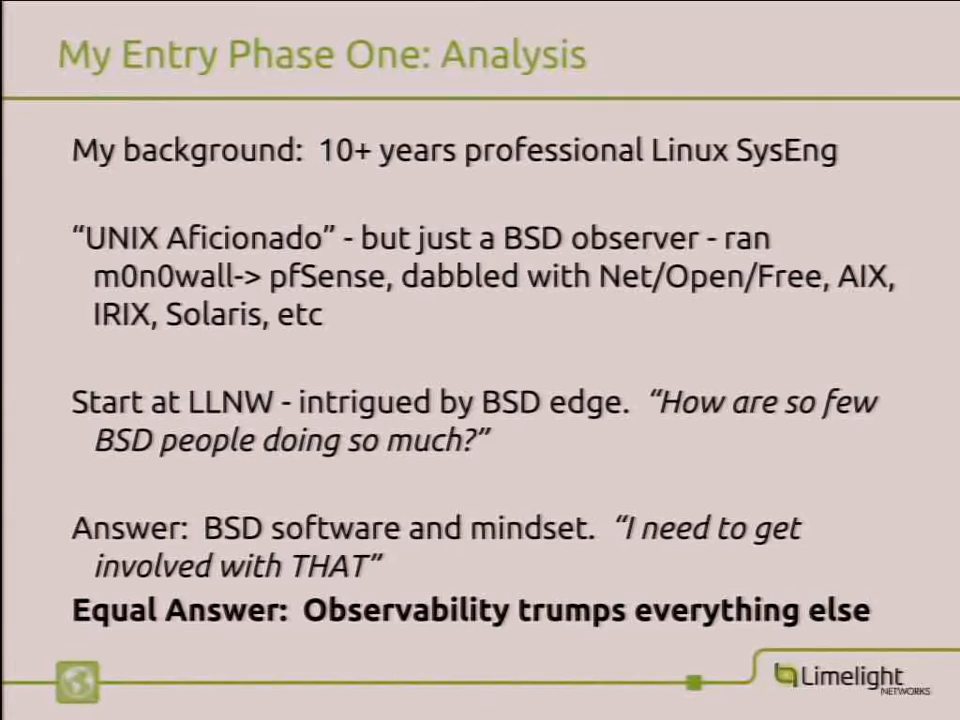 My Entry Phase One: Analysis
My background:  10+ years professional Linux SysEng
“UNIX Aficionado” - but just a BSD observer - ran
m0n0wall-> pfSense, dabbled with Net/Open/Free, AIX,
IRIX, Solaris, etc
Start at LLNW - intrigued by BSD edge.  “How are so few
BSD people doing so much?”
Answer:  BSD software and mindset.  “I need to get
involved with THAT”
Equal Answer:  Observability trumps everything else
Limelight
NETWORKS